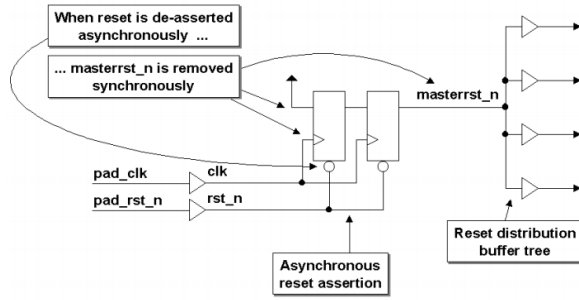 When reset is de-asserted
asynchronously ...
... masterrst_n is removed
synchronously
masterrst_n
pad_clk
clk
pad_rst_n
rst_n
Asynchronous
reset assertion
Reset distribution
buffer tree